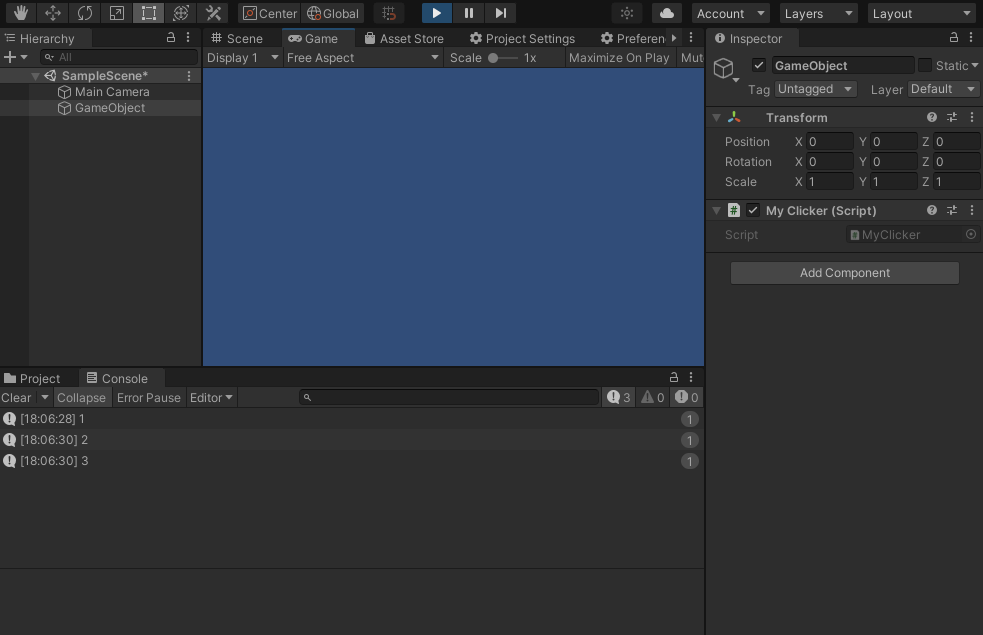 Center Global Account Layers Layout
Hierarchy
All
SampleScene*
Main Camera
GameObject
Scene Game Asset Store Project Settings Preferen
Display 1 Free Aspect Scale 1x Maximize On Play Mut
Inspector
GameObject Static
Tag Untagged Layer Default
Transform
Position X 0 Y 0 Z 0
Rotation X 0 Y 0 Z 0
Scale X 1 Y 1 Z 1
# My Clicker (Script)
Script MyClicker
Add Component
Project Console
Clear Collapse Error Pause Editor 3 0 0
[18:06:28] 1 1
[18:06:30] 2 1
[18:06:30] 3 1